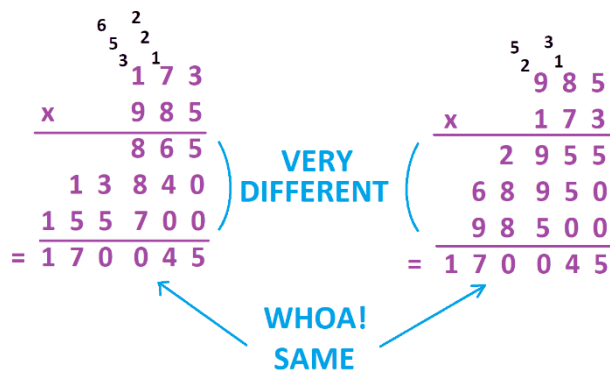 6 2
5 2
3 1
1 7 3
x 9 8 5
8 6 5
1 3 8 4 0
1 5 5 7 0 0
= 1 7 0 0 4 5
VERY
DIFFERENT
5 3
2 1
9 8 5
x 1 7 3
2 9 5 5
6 8 9 5 0
9 8 5 0 0
= 1 7 0 0 4 5
WHOA!
SAME